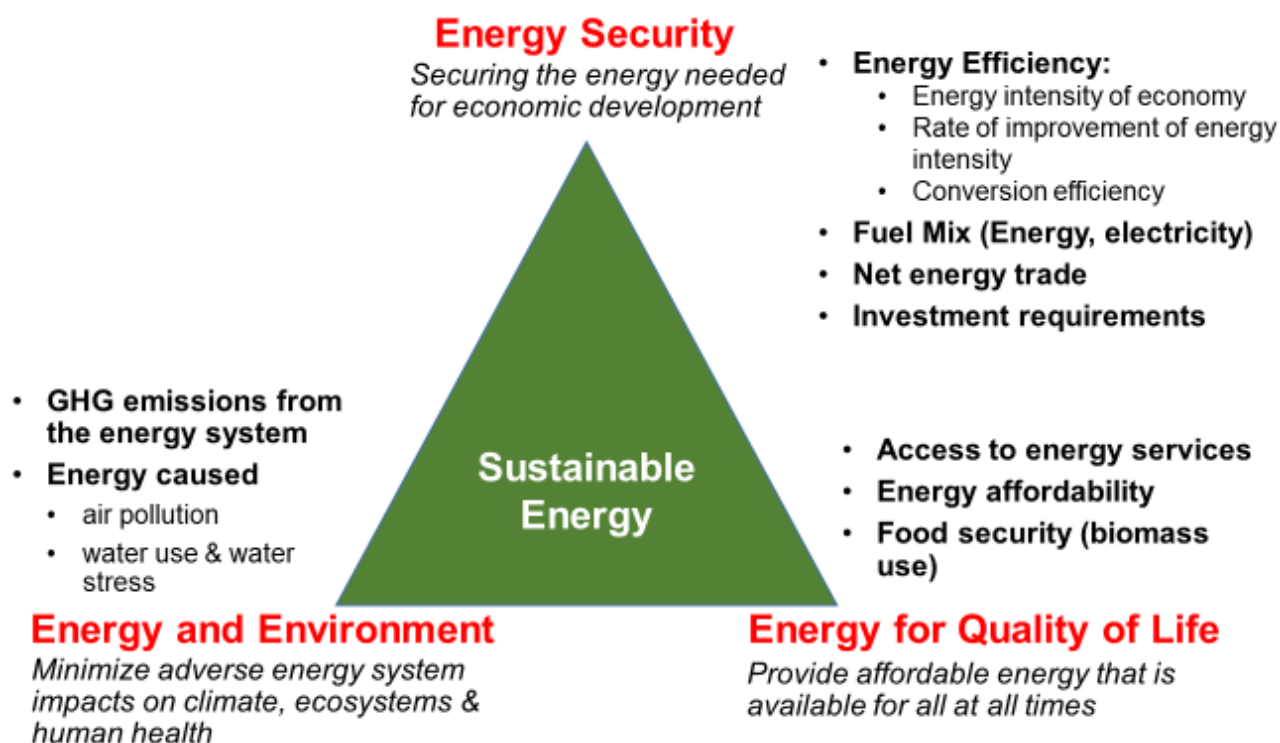 Energy Security
Securing the energy needed
for economic development
• Energy Efficiency:
• Energy intensity of economy
• Rate of improvement of energy
intensity
• Conversion efficiency
• Fuel Mix (Energy, electricity)
• Net energy trade
• Investment requirements
• GHG emissions from
the energy system
• Energy caused
• air pollution
• water use & water
stress
Sustainable
Energy
• Access to energy services
• Energy affordability
• Food security (biomass
use)
Energy and Environment
Minimize adverse energy system
impacts on climate, ecosystems &
human health
Energy for Quality of Life
Provide affordable energy that is
available for all at all times